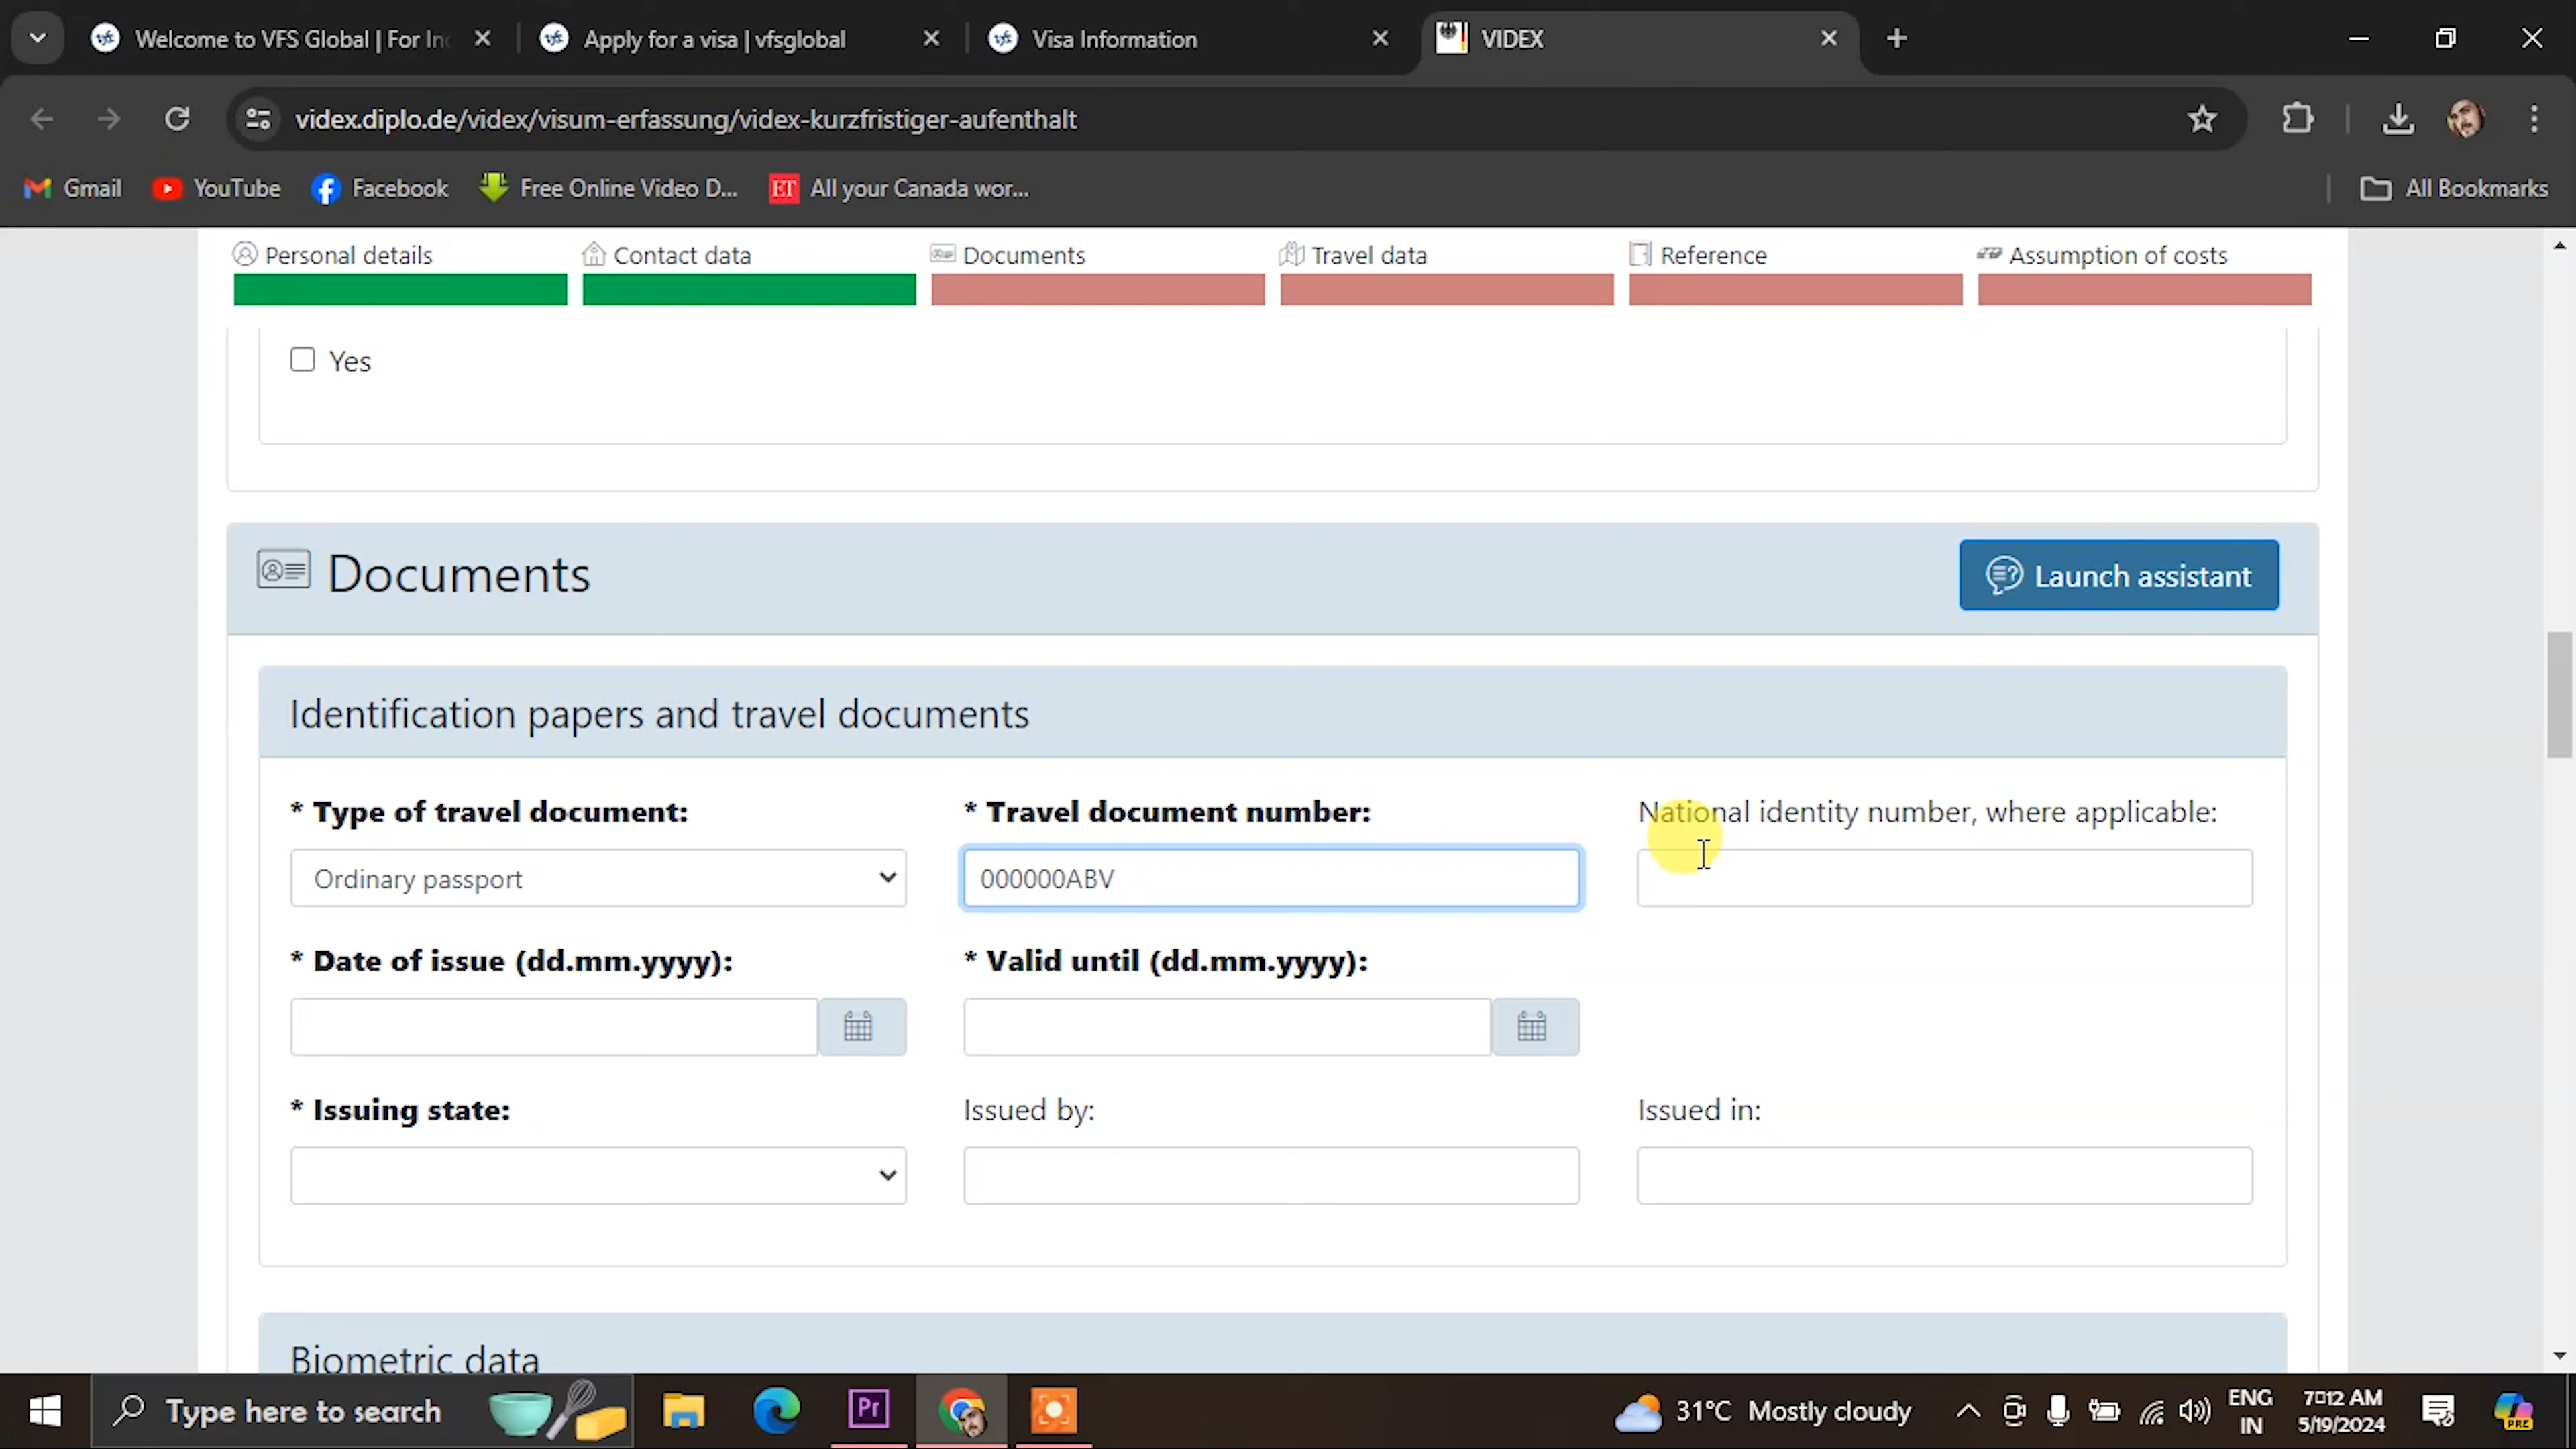 Welcome to VFS Global | For Inc
Apply for a visa | vfsglobal
Visa Information
VIDEX
videx.diplo.de/videx/visum-erfassung/videx-kurzfristiger-aufenthalt
Gmail
YouTube
Facebook
Free Online Video D...
ET
All your Canada wor...
All Bookmarks
Personal details
Contact data
Documents
Travel data
Reference
Assumption of costs
Yes
Documents
Launch assistant
Identification papers and travel documents
* Type of travel document:
* Travel document number:
National identity number, where applicable:
Ordinary passport
000000ABV
* Date of issue (dd.mm.yyyy):
* Valid until (dd.mm.yyyy):
* Issuing state:
Issued by:
Issued in:
Biometric data
Type here to search
Pr
31°C Mostly cloudy
ENG
IN
7:12 AM
5/19/2024
PRE